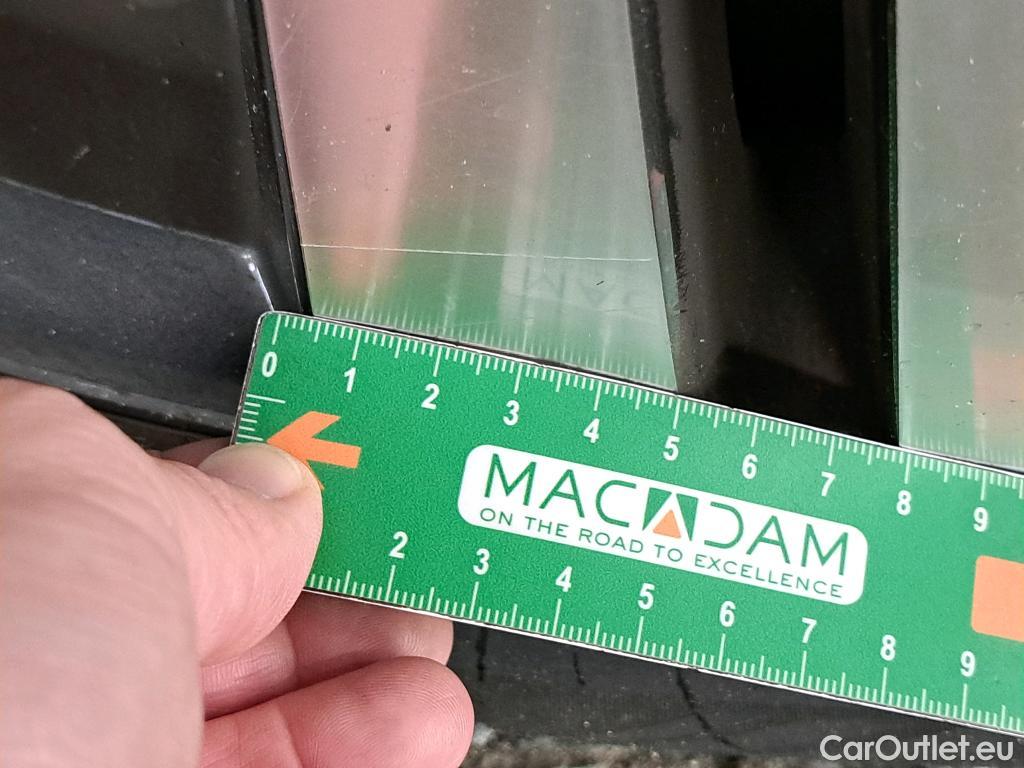 0 1 2 3 4 5 6 7 8 9
MACADAM
ON THE ROAD TO EXCELLENCE
2 3 4 5 6 7 8 9
CarOutlet.eu